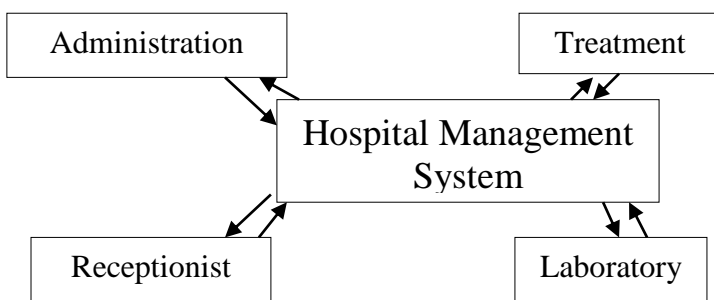 Administration
Treatment
Hospital Management
System
Receptionist
Laboratory